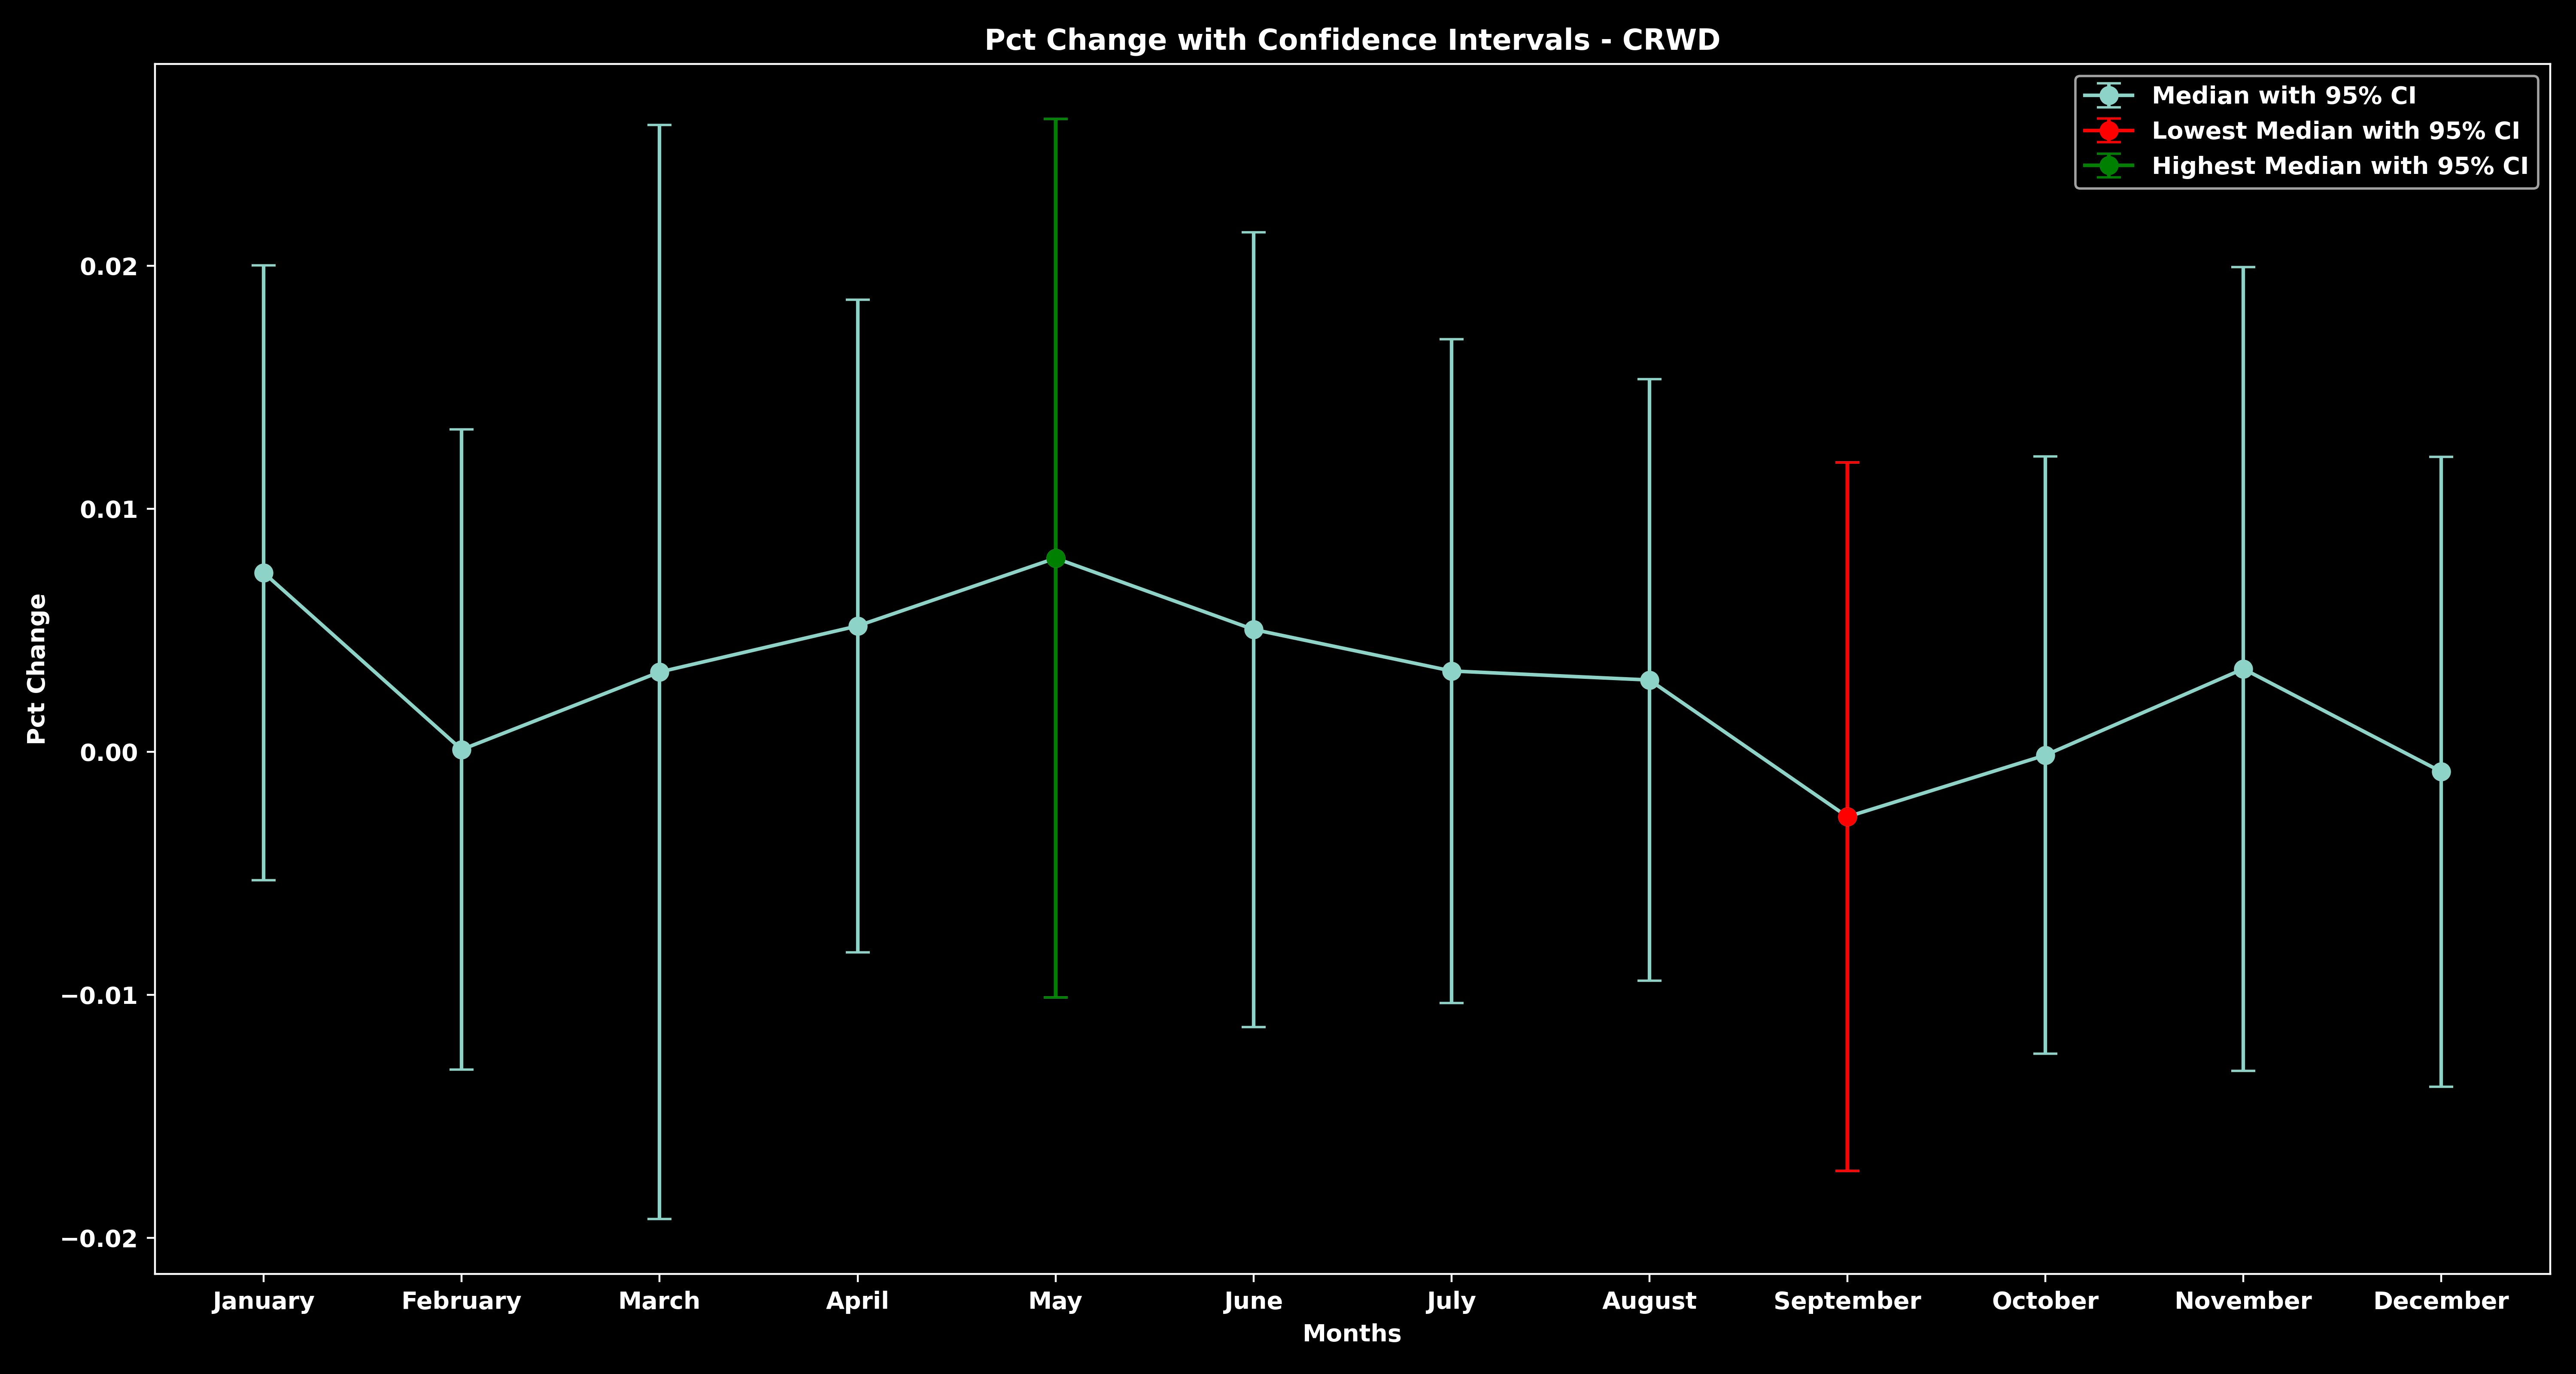 Pct Change with Confidence Intervals - CRWD
Median with 95% CI
Lowest Median with 95% CI
Highest Median with 95% CI
0.02
0.01
0.00
−0.01
−0.02
Pct Change
January February March April May June July August September October November December
Months